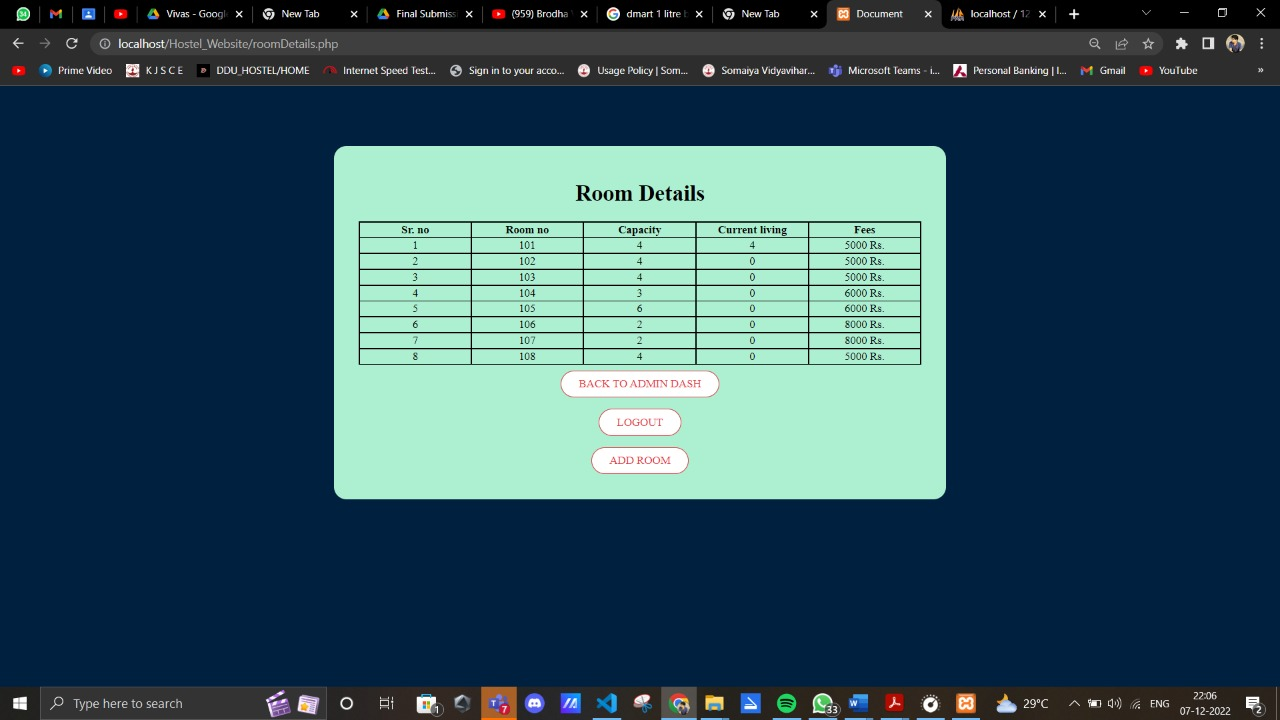 Vivas - Google
New Tab
Final Submiss
(959) Brodha
dmart 1 litre b
New Tab
Document
localhost / 12
localhost/Hostel_Website/roomDetails.php
Prime Video
K J S C E
DDU_HOSTEL/HOME
Internet Speed Test...
Sign in to your acco...
Usage Policy | Som...
Somaiya Vidyavihar...
Microsoft Teams - i...
Personal Banking | I...
Gmail
YouTube
»
Room Details
Sr. no Room no Capacity Current living Fees
1 101 4 4 5000 Rs.
2 102 4 0 5000 Rs.
3 103 4 0 5000 Rs.
4 104 3 0 6000 Rs.
5 105 6 0 6000 Rs.
6 106 2 0 8000 Rs.
7 107 2 0 8000 Rs.
8 108 4 0 5000 Rs.
BACK TO ADMIN DASH
LOGOUT
ADD ROOM
Type here to search
1
7
33
29°C
ENG
22:06
07-12-2022
2